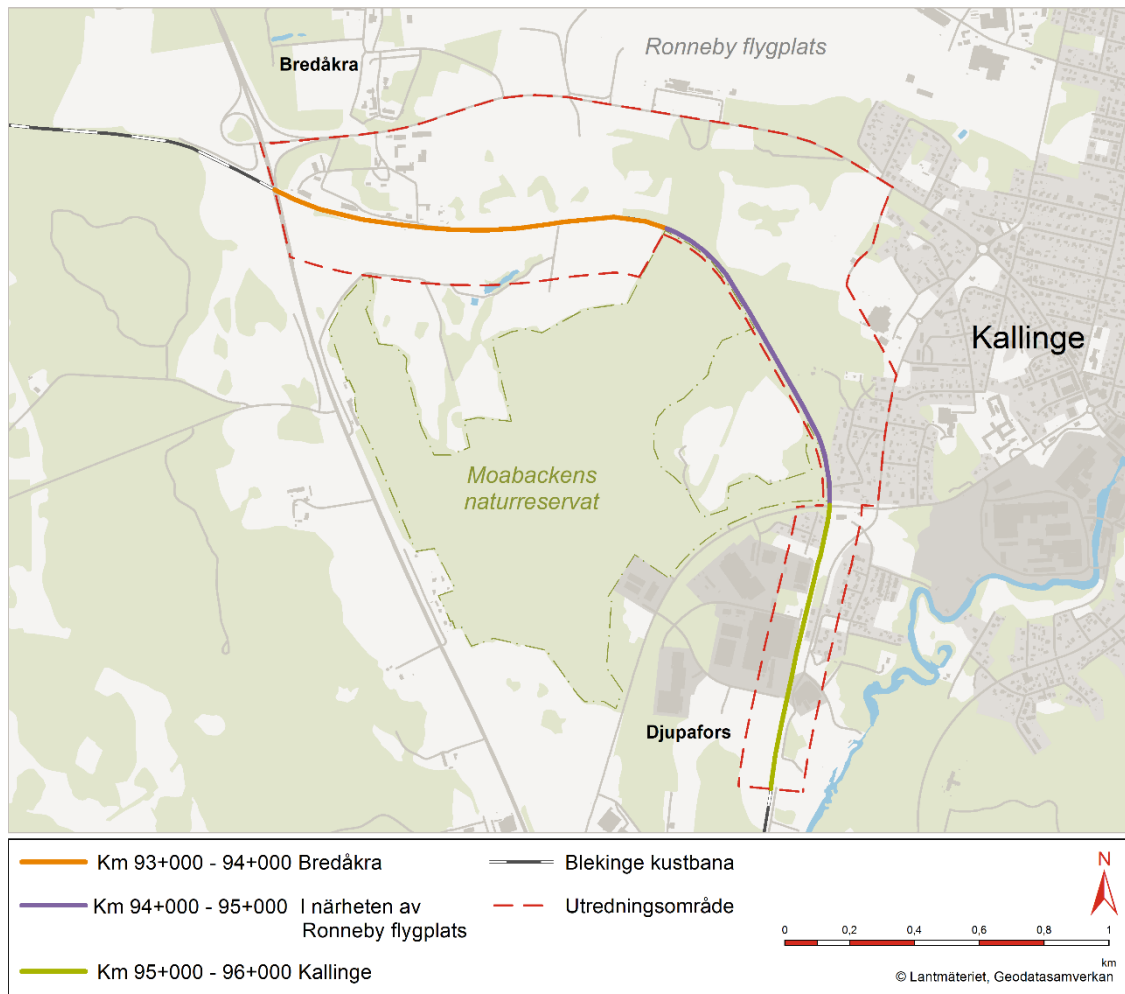 Ronneby flygplats
Bredåkra
Kallinge
Moabackens
naturreservat
Djupafors
Km 93+000 - 94+000 Bredåkra
Km 94+000 - 95+000 I närheten av
Ronneby flygplats
Km 95+000 - 96+000 Kallinge
Blekinge kustbana
Utredningsområde
N
0 0,2 0,4 0,6 0,8 1
km
© Lantmäteriet, Geodatasamverkan